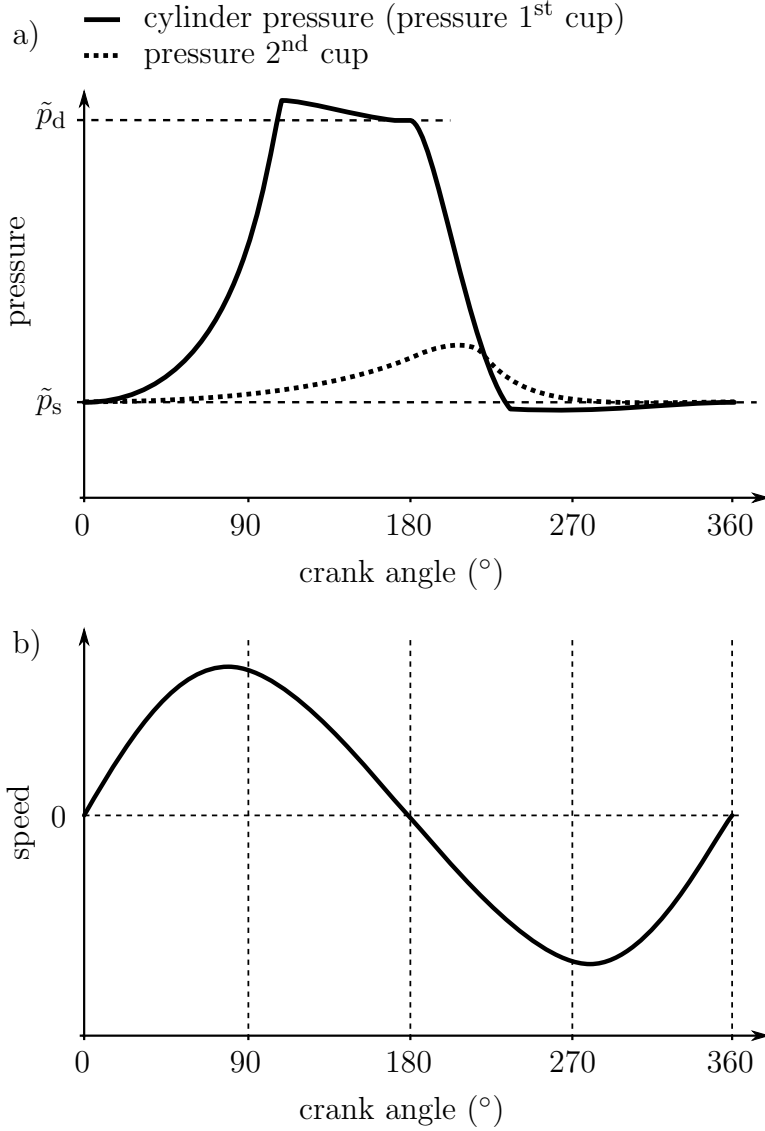 a)
cylinder pressure (pressure 1st cup)
pressure 2nd cup
p̃d
pressure
p̃s
0 90 180 270 360
crank angle (°)
b)
speed
0
0 90 180 270 360
crank angle (°)